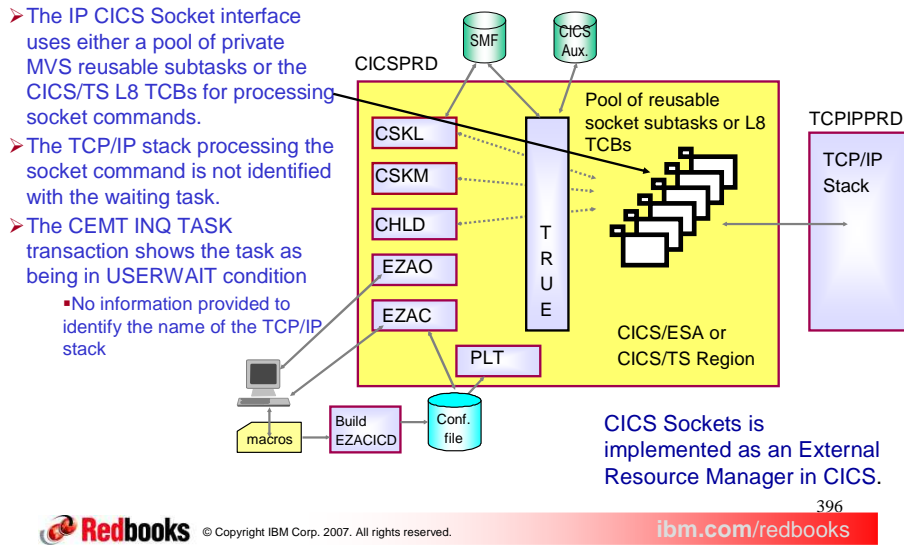 The IP CICS Socket interface
uses either a pool of private
MVS reusable subtasks or the
CICS/TS L8 TCBs for processing
socket commands.
The TCP/IP stack processing the
socket command is not identified
with the waiting task.
The CEMT INQ TASK
transaction shows the task as
being in USERWAIT condition
No information provided to
identify the name of the TCP/IP
stack
SMF
CICS
Aux.
CICSPRD
Pool of reusable
socket subtasks or L8
TCBs
TCPIPPRD
TCP/IP
Stack
CSKL
CSKM
CHLD
EZAO
EZAC
T
R
U
E
PLT
CICS/ESA or
CICS/TS Region
macros
Build
EZACICD
Conf.
file
CICS Sockets is
implemented as an External
Resource Manager in CICS.
396
Redbooks
© Copyright IBM Corp. 2007. All rights reserved.
ibm.com/redbooks